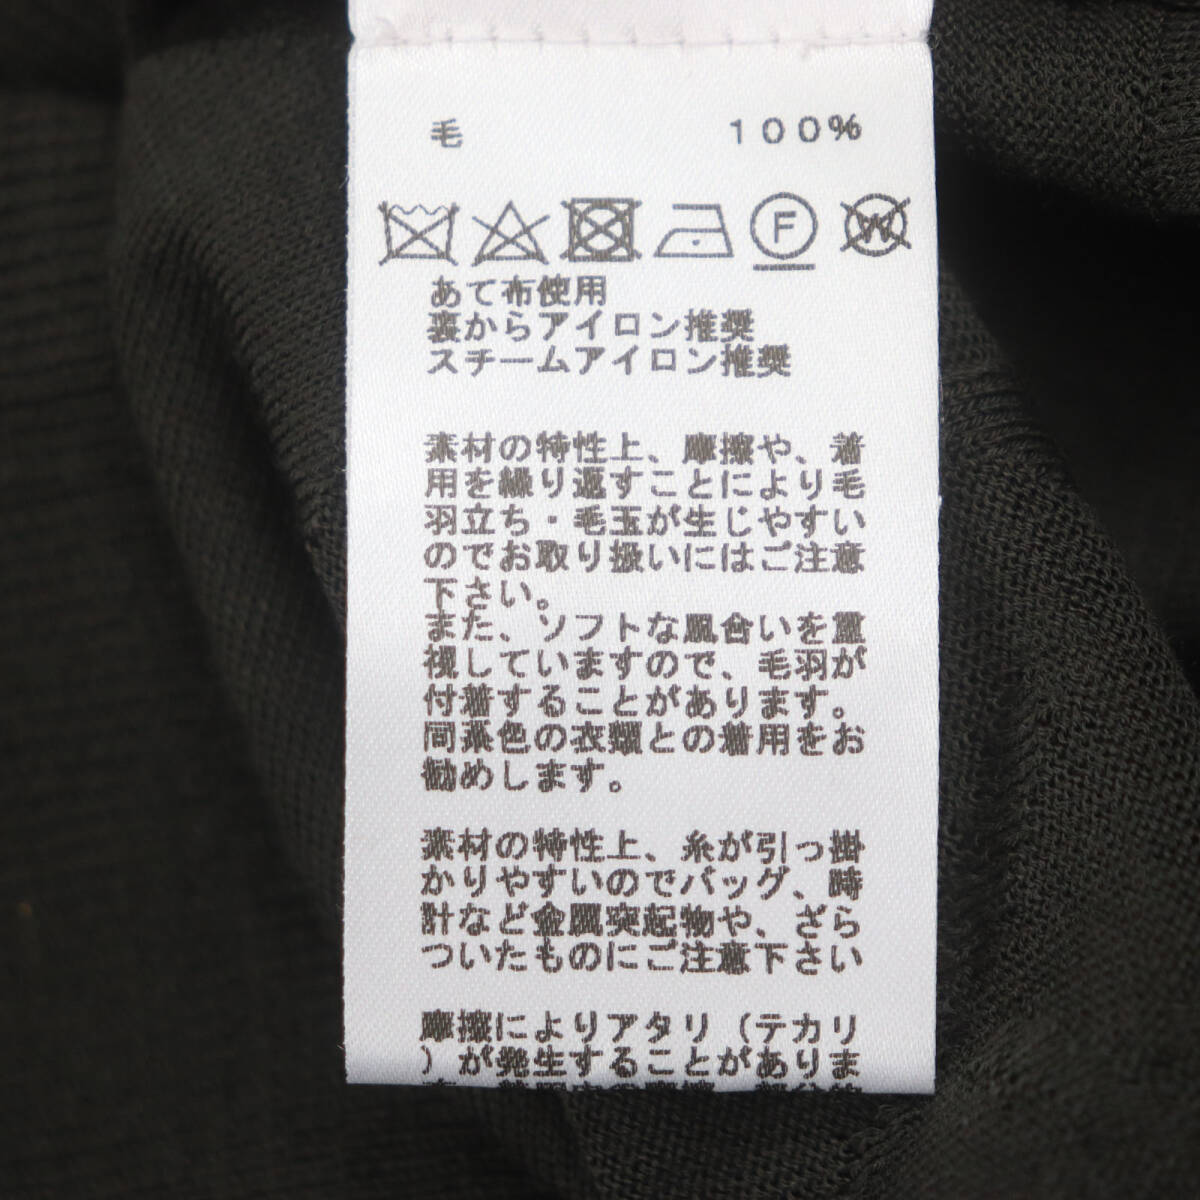 毛 100%
F W
あて布使用
裏からアイロン推奨
スチームアイロン推奨
素材の特性上、摩擦や、着
用を繰り返すことにより毛
羽立ち・毛玉が生じやすい
のでお取り扱いにはご注意
下さい。
また、ソフトな風合いを重
視していますので、毛羽が
付着することがあります。
同系色の衣類との着用をお
勧めします。
素材の特性上、糸が引っ掛
かりやすいのでバッグ、時
計など金属突起物や、ざら
ついたものにご注意下さい
摩擦によりアタリ（テカリ
）が発生することがありま